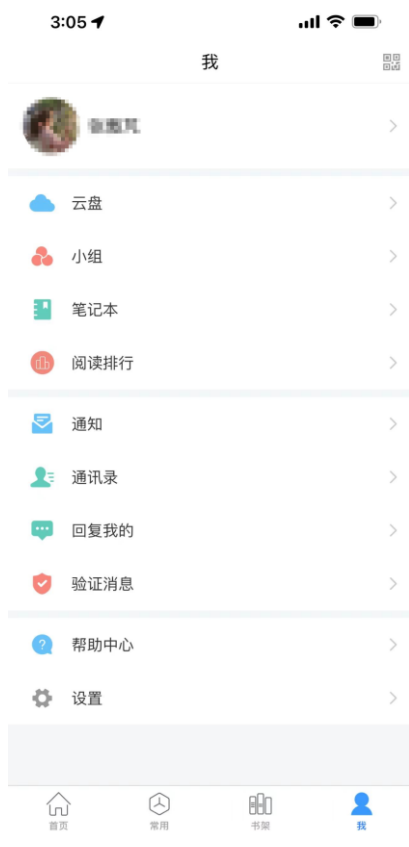 3:05
我
云盘
小组
笔记本
阅读排行
通知
通讯录
回复我的
验证消息
帮助中心
设置
首页
常用
书架
我